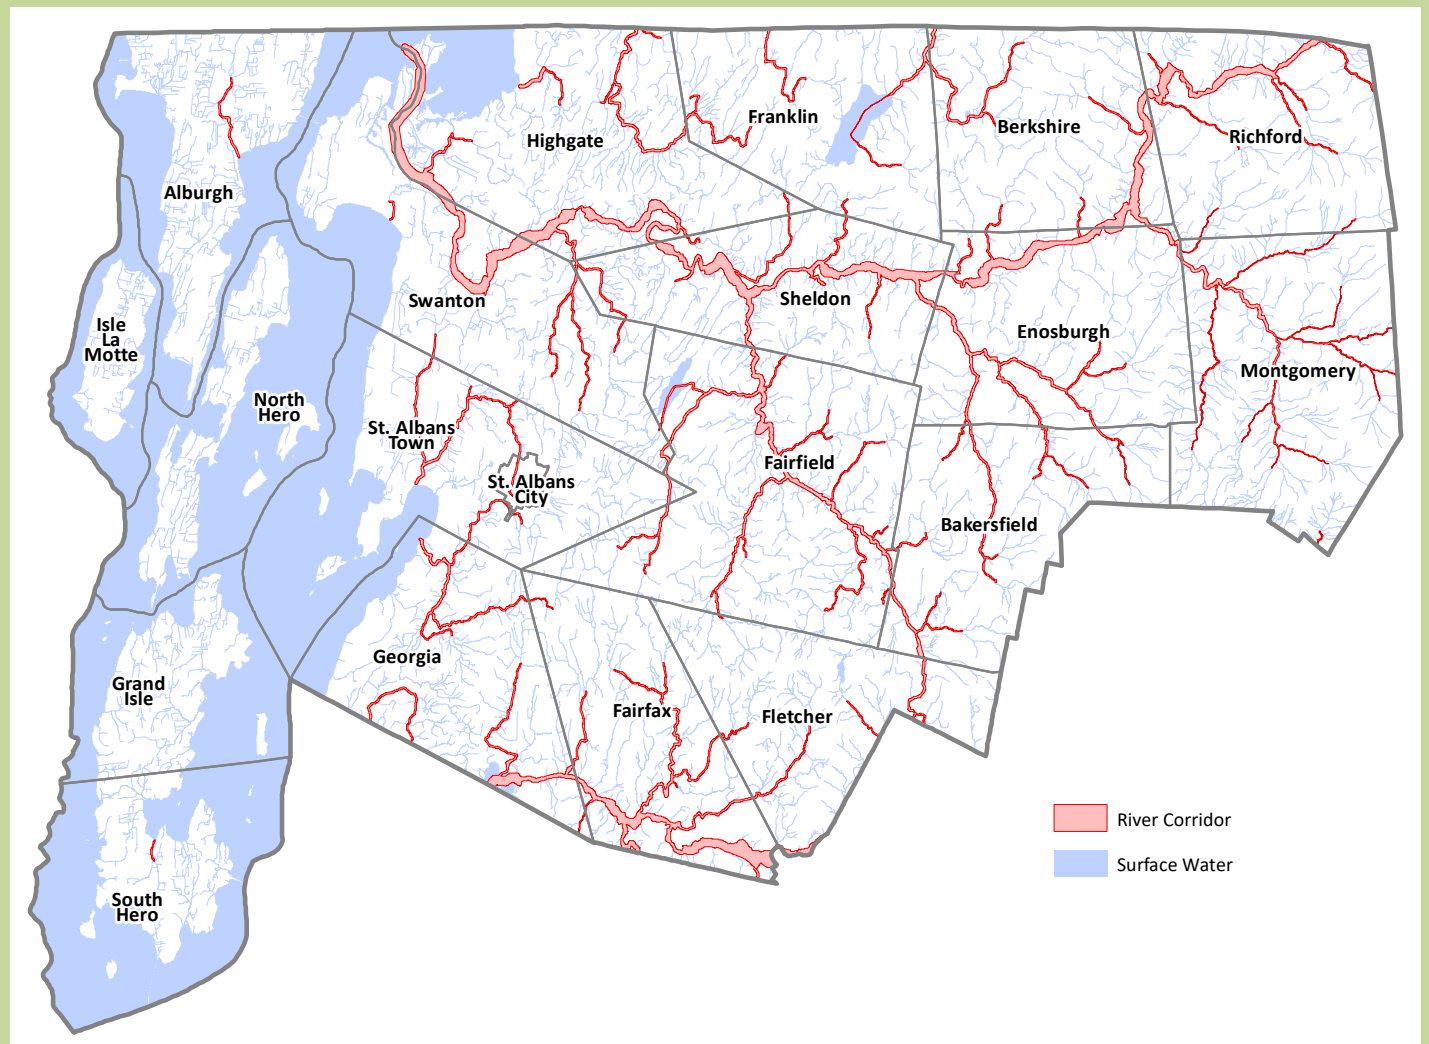 Highgate
Franklin
Berkshire
Richford
Alburgh
Swanton
Sheldon
Enosburgh
Isle
La
Motte
Montgomery
North
Hero
St. Albans
Town
Fairfield
St. Albans
City
Bakersfield
Georgia
Grand
Isle
Fairfax
Fletcher
River Corridor
Surface Water
South
Hero